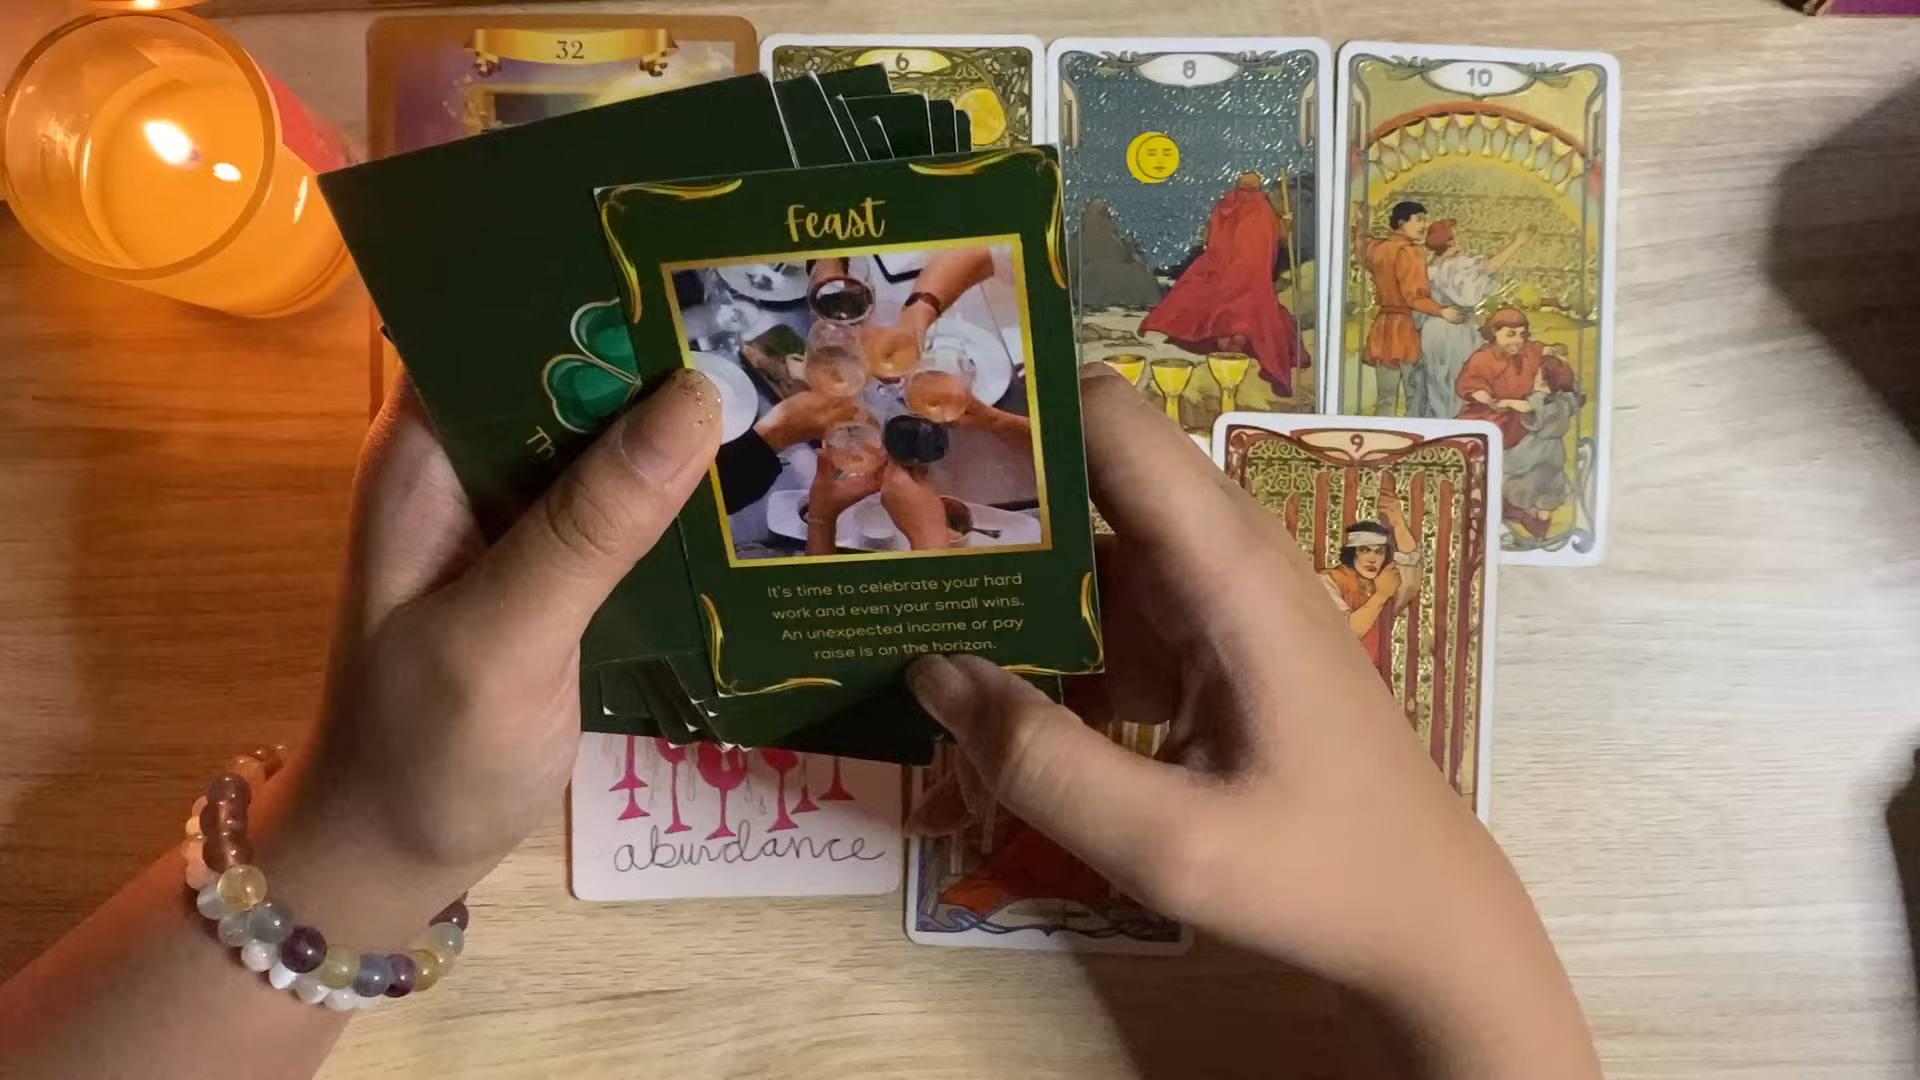 32
6
8
10
Feast
9
Th
It's time to celebrate your hard
work and even your small wins.
An unexpected income or pay
raise is on the horizon.
abundance